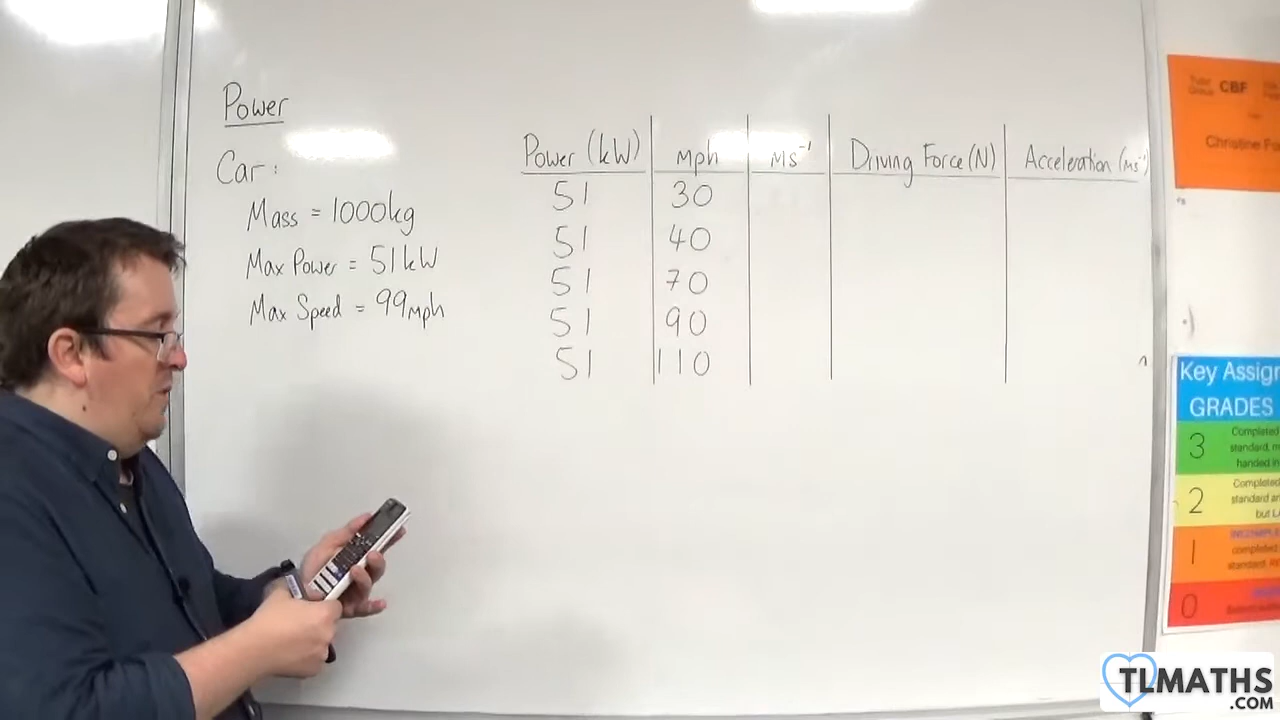 Power
Car:
Mass = 1000kg
Max Power = 51kW
Max Speed = 99mph
Power (kW) mph ms⁻¹ Driving Force (N) Acceleration (ms⁻
51 30
51 40
51 70
51 90
51 110
CBF
Christine
Key Assign
GRADES
3 Completed
standard,
handed in
2 Completed
standard
but
1
completed
standard,
0
TLMATHS
.COM